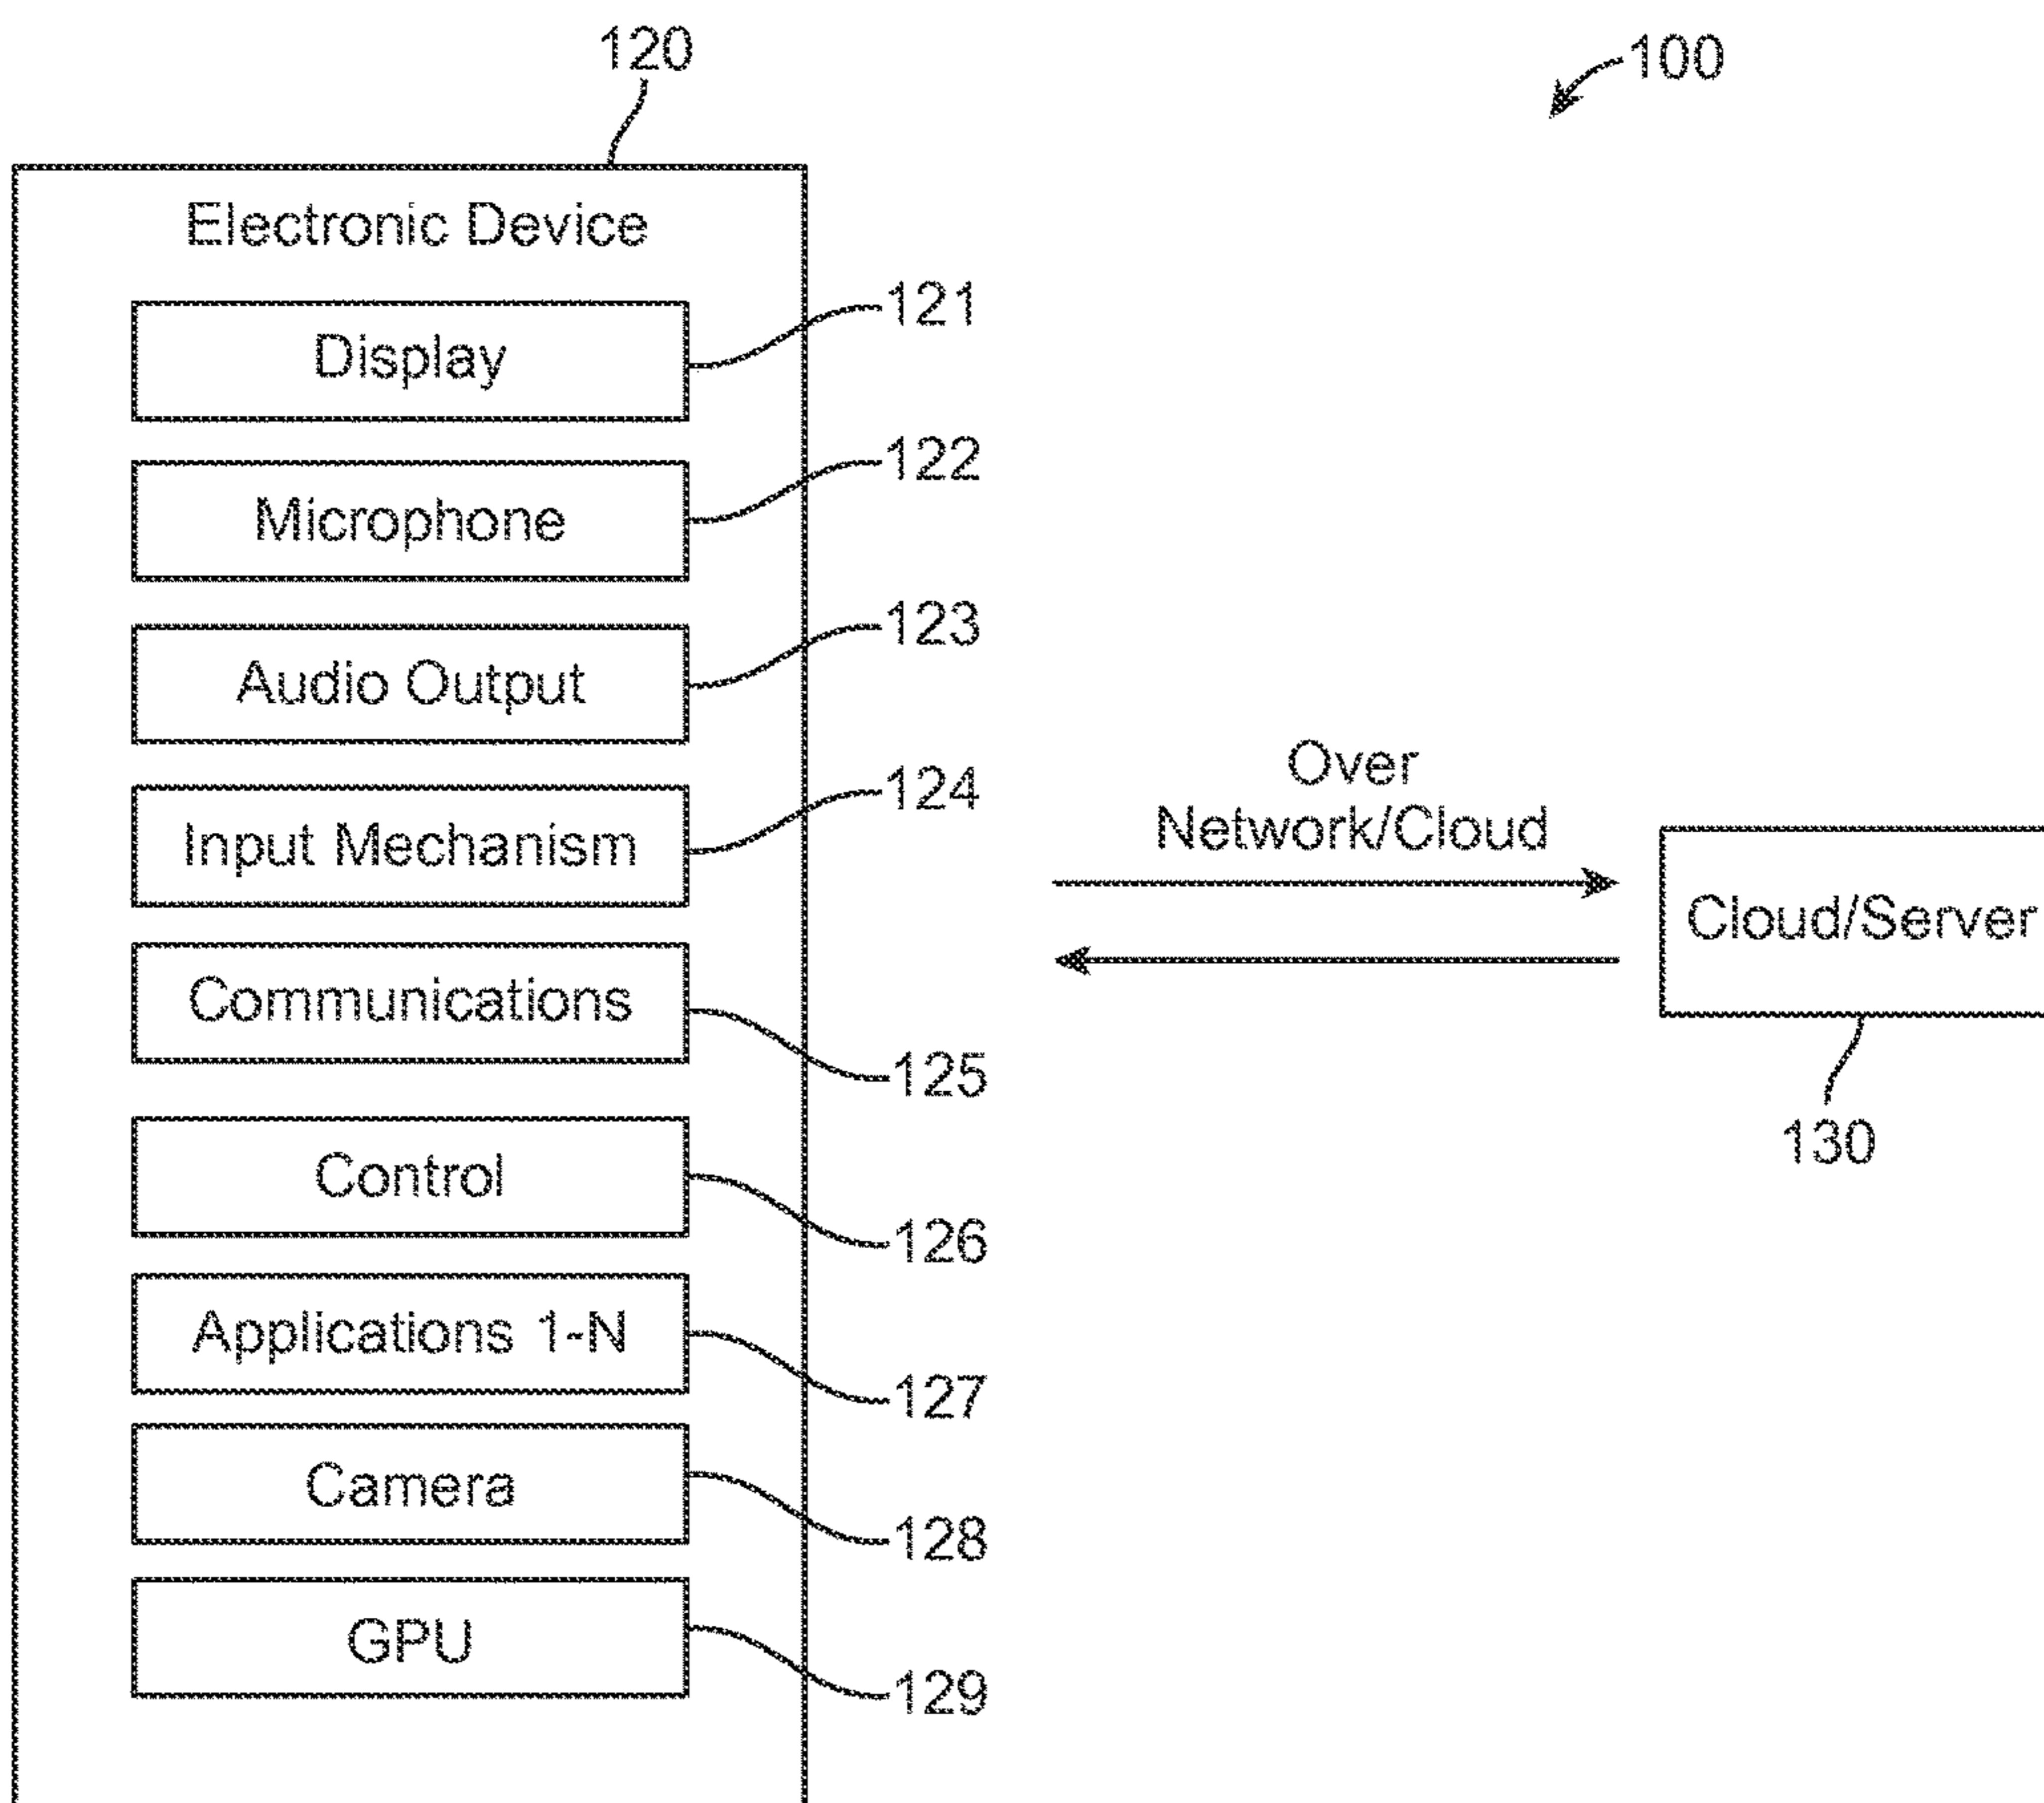 120
100
Electronic Device
Display
121
Microphone
122
Audio Output
123
Input Mechanism
124
Communications
125
Control
126
Applications 1-N
127
Camera
128
GPU
129
Over
Network/Cloud
Cloud/Server
130